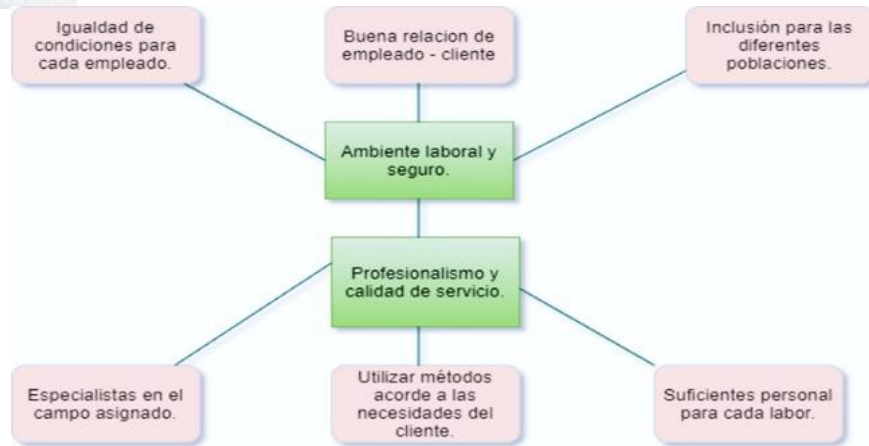 Igualdad de
condiciones para
cada empleado.
Buena relacion de
empleado - cliente
Inclusión para las
diferentes
poblaciones.
Ambiente laboral y
seguro.
Profesionalismo y
calidad de servicio.
Especialistas en el
campo asignado.
Utilizar métodos
acorde a las
necesidades del
cliente.
Suficientes personal
para cada labor.